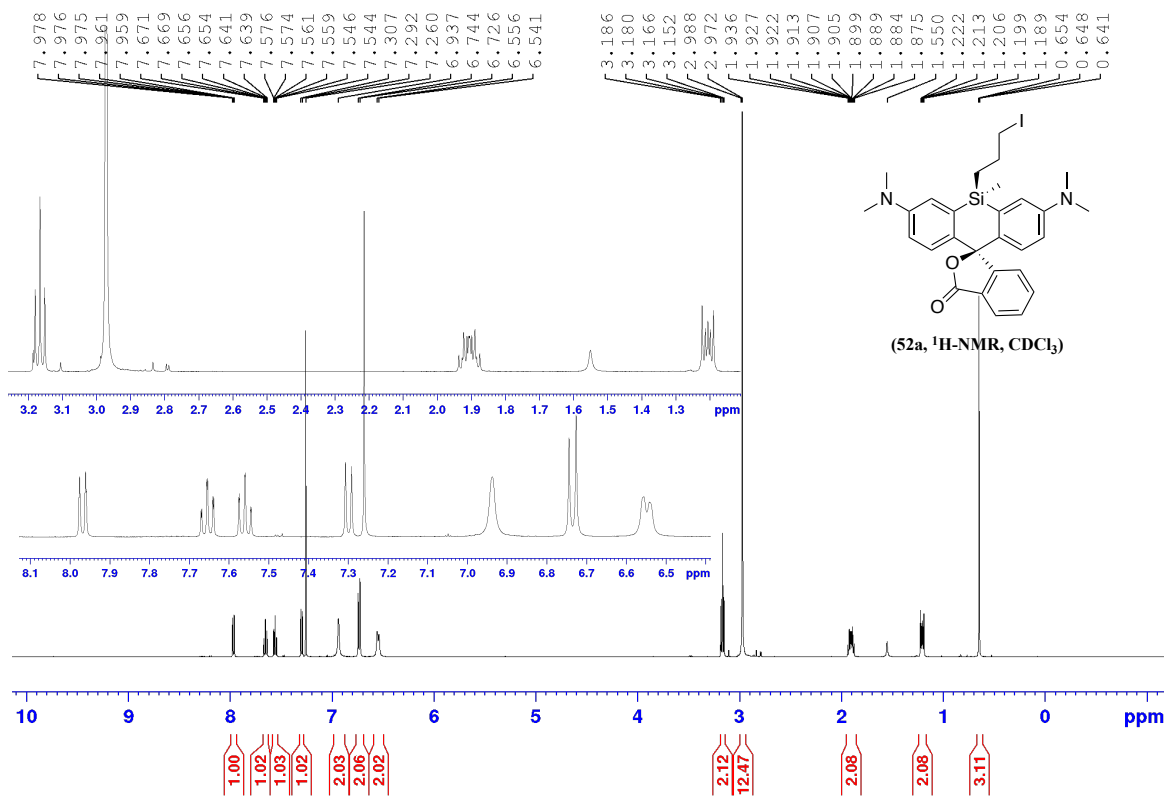 7.978 7.976 7.975 7.961 7.959 7.671 7.669 7.656 7.654 7.641 7.639 7.576 7.574 7.561 7.559 7.546 7.544 7.307 7.292 7.260 6.937 6.744 6.726 6.556 6.541
3.186 3.180 3.166 3.152 2.988 2.972 1.936 1.927 1.922 1.913 1.907 1.905 1.899 1.889 1.884 1.875 1.550 1.222 1.213 1.206 1.199 1.189 0.654 0.648 0.641
I
Si
N
N
O
O
(52a, ¹H-NMR, CDCl₃)
3.2 3.1 3.0 2.9 2.8 2.7 2.6 2.5 2.4 2.3 2.2 2.1 2.0 1.9 1.8 1.7 1.6 1.5 1.4 1.3 ppm
8.1 8.0 7.9 7.8 7.7 7.6 7.5 7.4 7.3 7.2 7.1 7.0 6.9 6.8 6.7 6.6 6.5 ppm
10 9 8 7 6 5 4 3 2 1 0 ppm
1.00 1.02 1.03 1.02 2.03 2.06 2.02 2.12 12.47 2.08 2.08 3.11